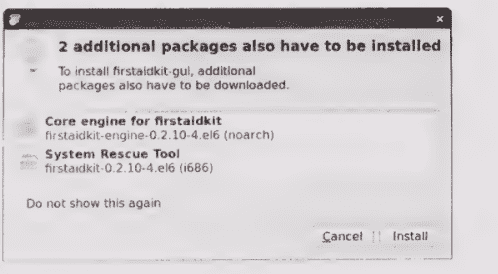 2 additional packages also have to be installed
To install firstaidkit-gui, additional
packages also have to be downloaded.
Core engine for firstaidkit
firstaidkit-engine-0.2.10-4.el6 (noarch)
System Rescue Tool
firstaidkit-0.2.10-4.el6 (i686)
Do not show this again
Cancel Install